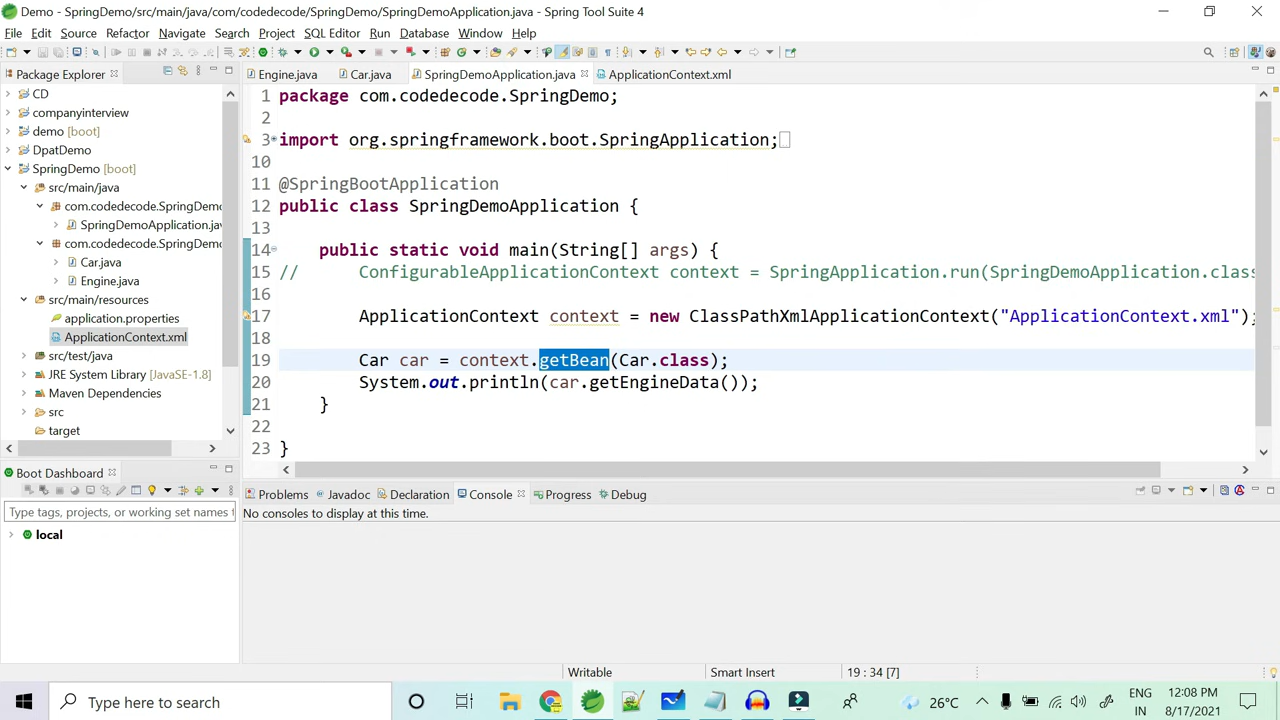 Demo - SpringDemo/src/main/java/com/codedecode/SpringDemo/SpringDemoApplication.java - Spring Tool Suite 4
File Edit Source Refactor Navigate Search Project SQL Editor Run Database Window Help
Package Explorer
CD
companyinterview
demo [boot]
DpatDemo
SpringDemo [boot]
src/main/java
com.codedecode.SpringDemo
SpringDemoApplication.java
com.codedecode.SpringDemo
Car.java
Engine.java
src/main/resources
application.properties
ApplicationContext.xml
src/test/java
JRE System Library [JavaSE-1.8]
Maven Dependencies
src
target
Boot Dashboard
Type tags, projects, or working set names
local
Engine.java Car.java SpringDemoApplication.java ApplicationContext.xml
1 package com.codedecode.SpringDemo;
2
3 import org.springframework.boot.SpringApplication;
10
11 @SpringBootApplication
12 public class SpringDemoApplication {
13
14 public static void main(String[] args) {
15 // ConfigurableApplicationContext context = SpringApplication.run(SpringDemoApplication.class
16
17 ApplicationContext context = new ClassPathXmlApplicationContext("ApplicationContext.xml");
18
19 Car car = context.getBean(Car.class);
20 System.out.println(car.getEngineData());
21 }
22
23 }
Problems Javadoc Declaration Console Progress Debug
No consoles to display at this time.
Writable Smart Insert 19 : 34 [7]
Type here to search
26°C
ENG
IN
12:08 PM
8/17/2021